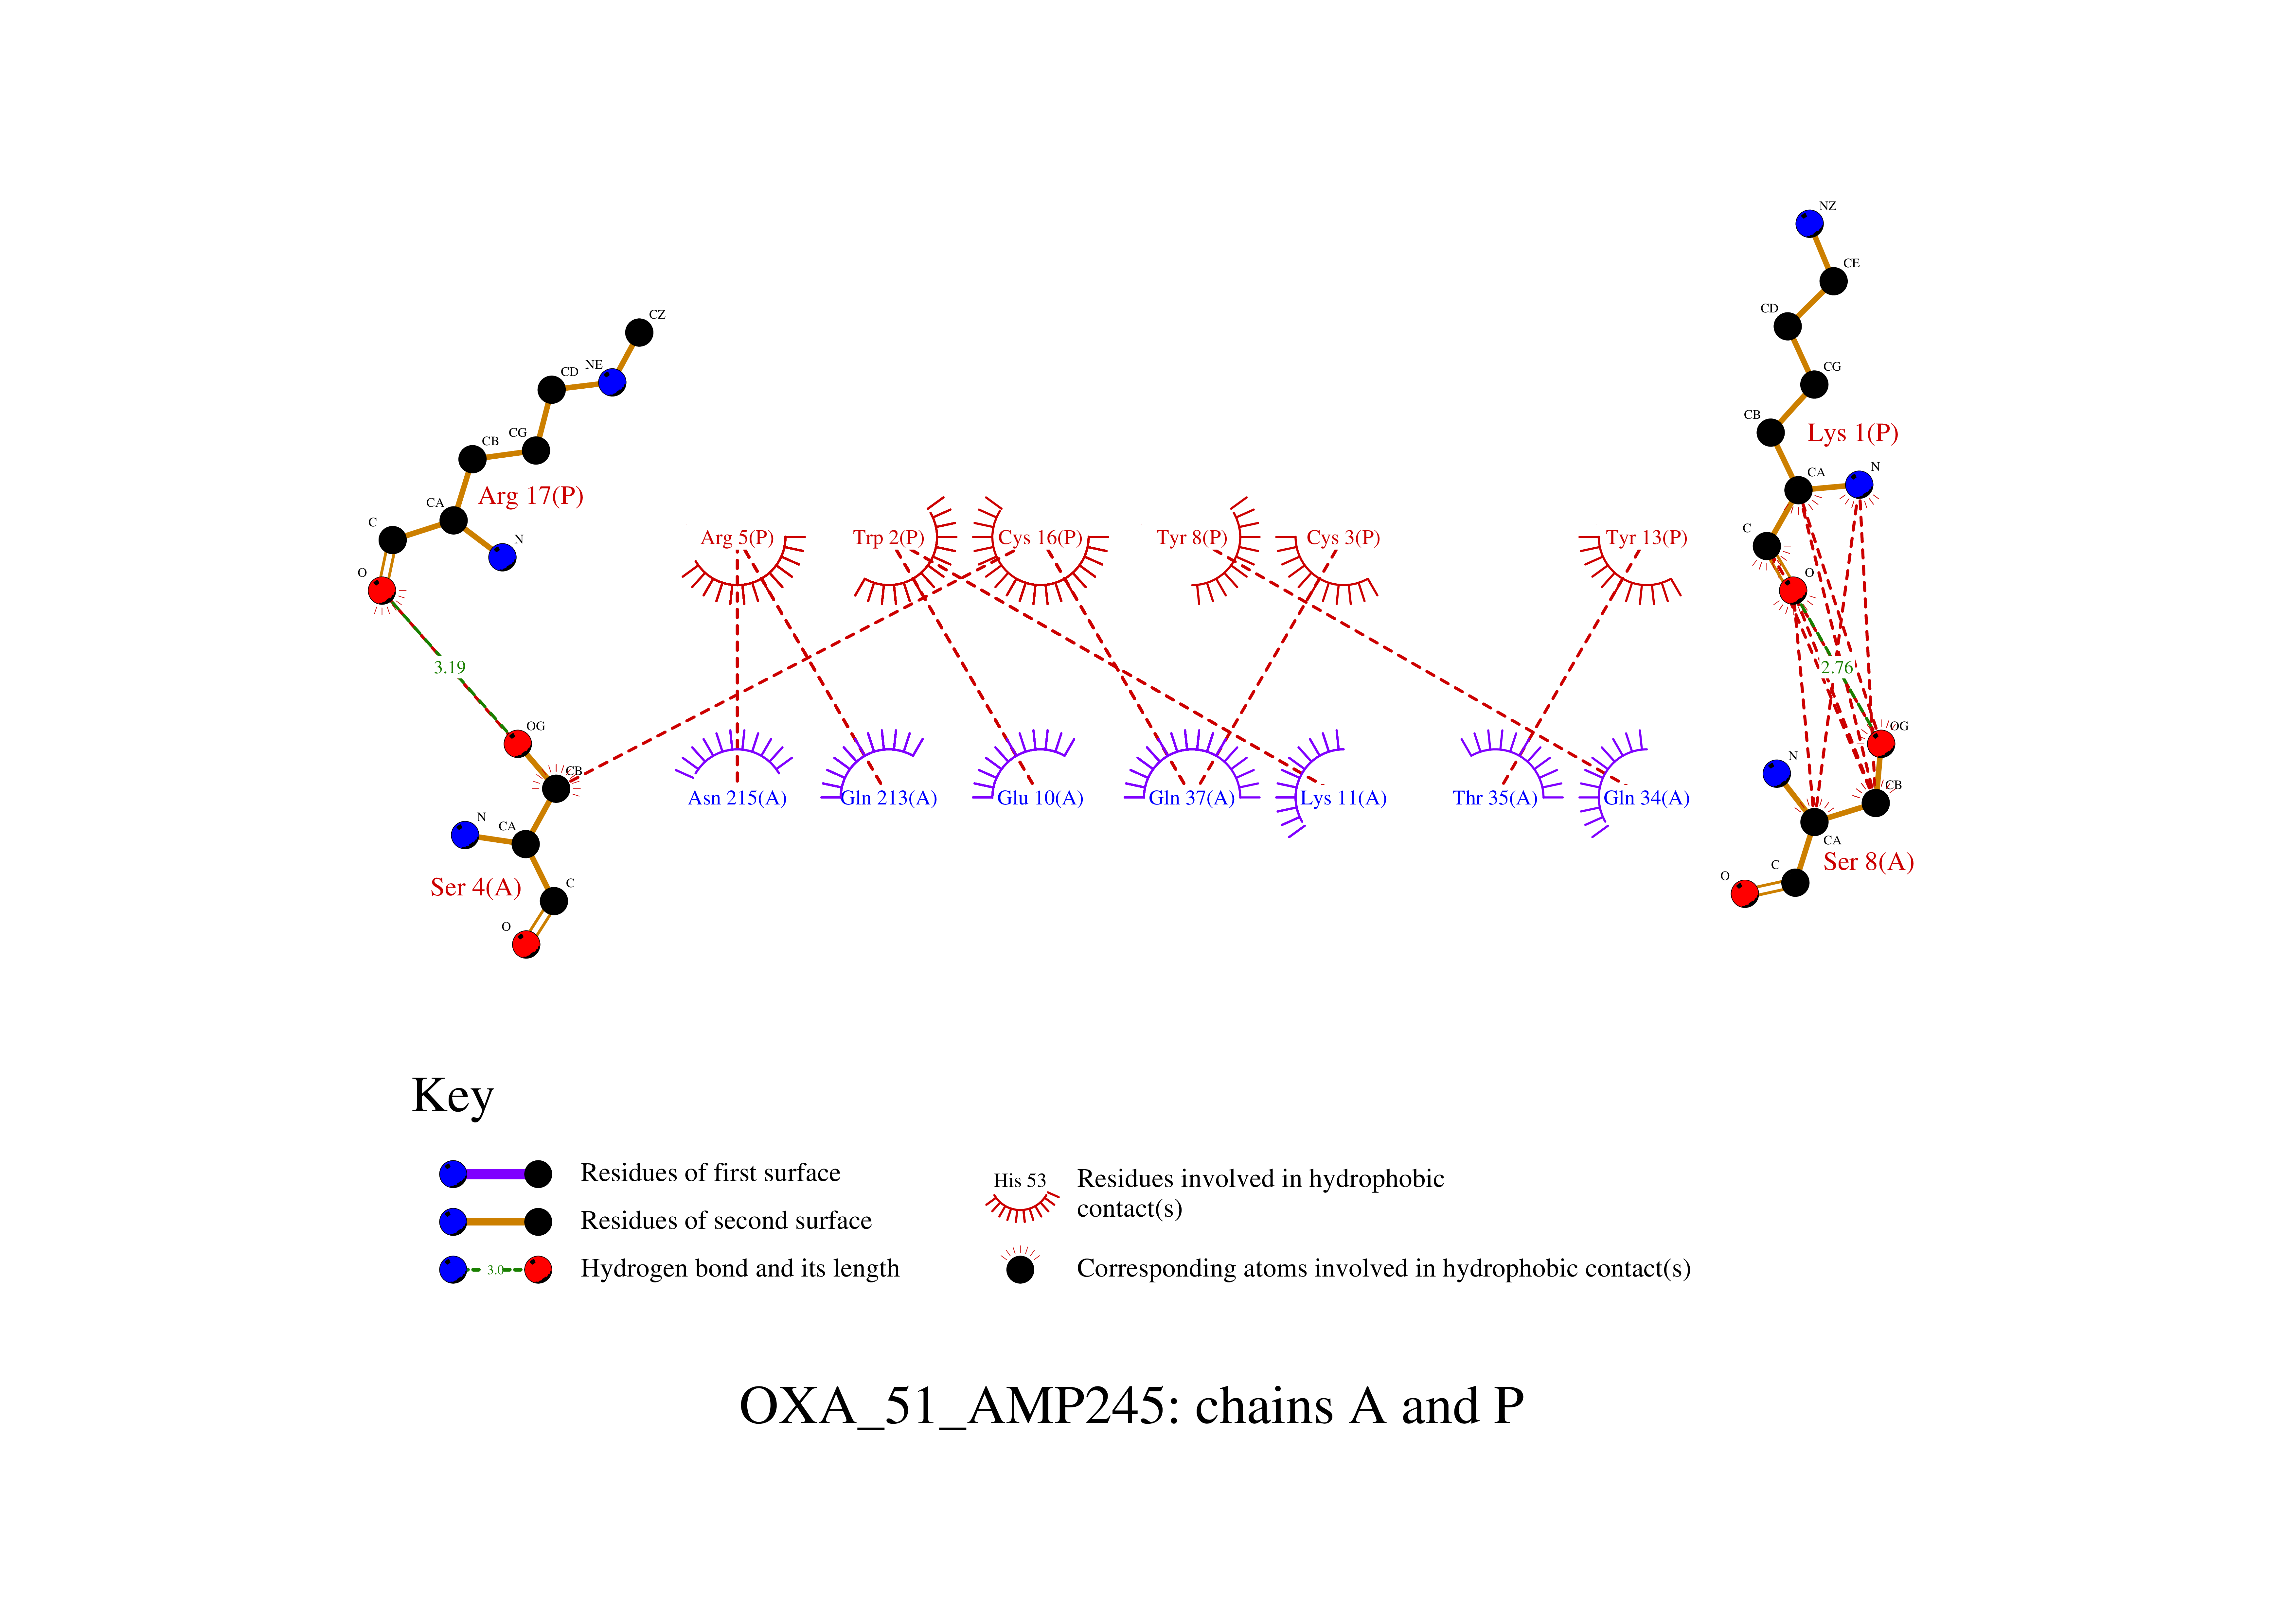 NZ
CE
CD
CG
CB
Lys 1(P)
CA
N
C
O
CZ
NE
CD
CG
CB
Arg 17(P)
CA
C
N
O
Arg 5(P) Trp 2(P) Cys 16(P) Tyr 8(P) Cys 3(P) Tyr 13(P)
3.19
2.76
OG
CB
N
CA
Ser 4(A)
C
O
Asn 215(A) Gln 213(A) Glu 10(A) Gln 37(A) Lys 11(A) Thr 35(A) Gln 34(A)
OG
N
CB
CA
Ser 8(A)
C
O
Key
Residues of first surface
Residues of second surface
3.0
Hydrogen bond and its length
His 53
Residues involved in hydrophobic
contact(s)
Corresponding atoms involved in hydrophobic contact(s)
OXA_51_AMP245: chains A and P